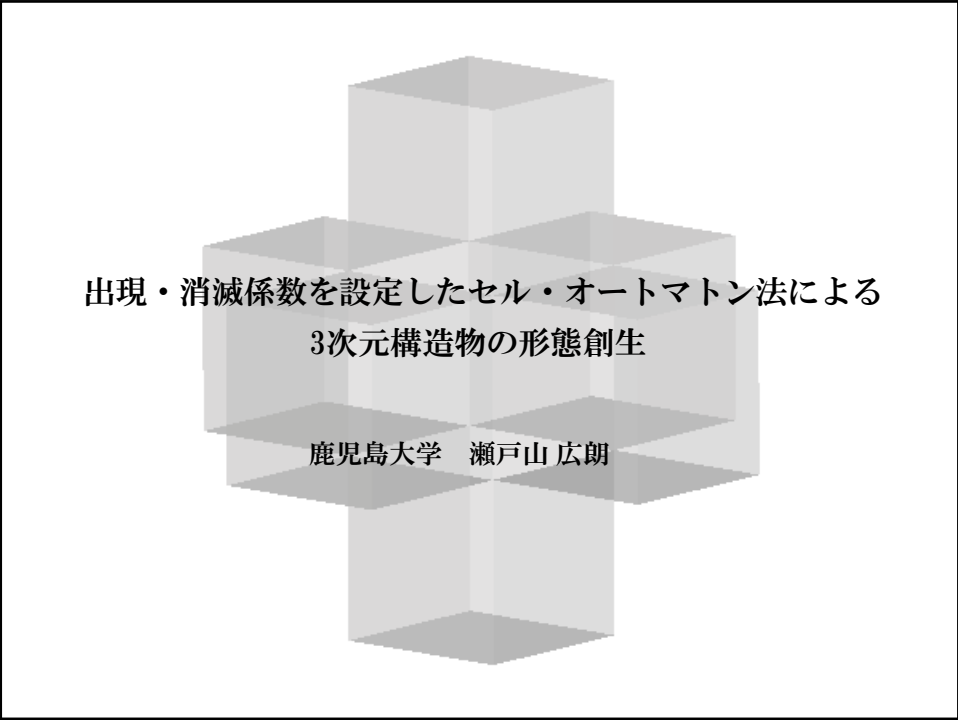 出現・消滅係数を設定したセル・オートマトン法による
3次元構造物の形態創生
鹿児島大学　瀬戸山 広朗